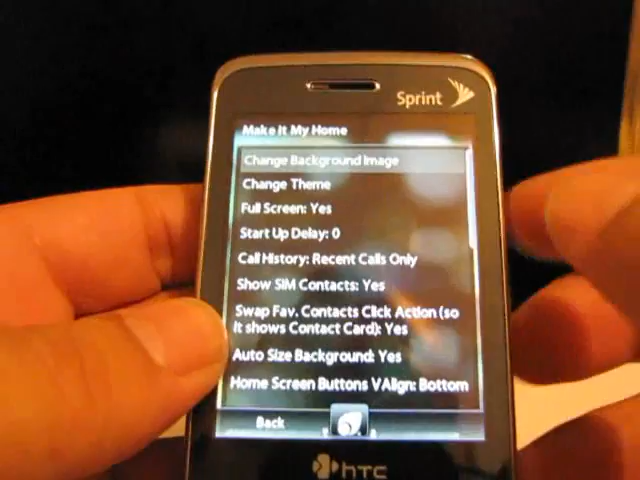 Sprint
Make It My Home
Change Background Image
Change Theme
Full Screen: Yes
Start Up Delay: 0
Call History: Recent Calls Only
Show SIM Contacts: Yes
Swap Fav. Contacts Click Action (so
it shows Contact Card): Yes
Auto Size Background: Yes
Home Screen Buttons VAlign: Bottom
Back
hTC